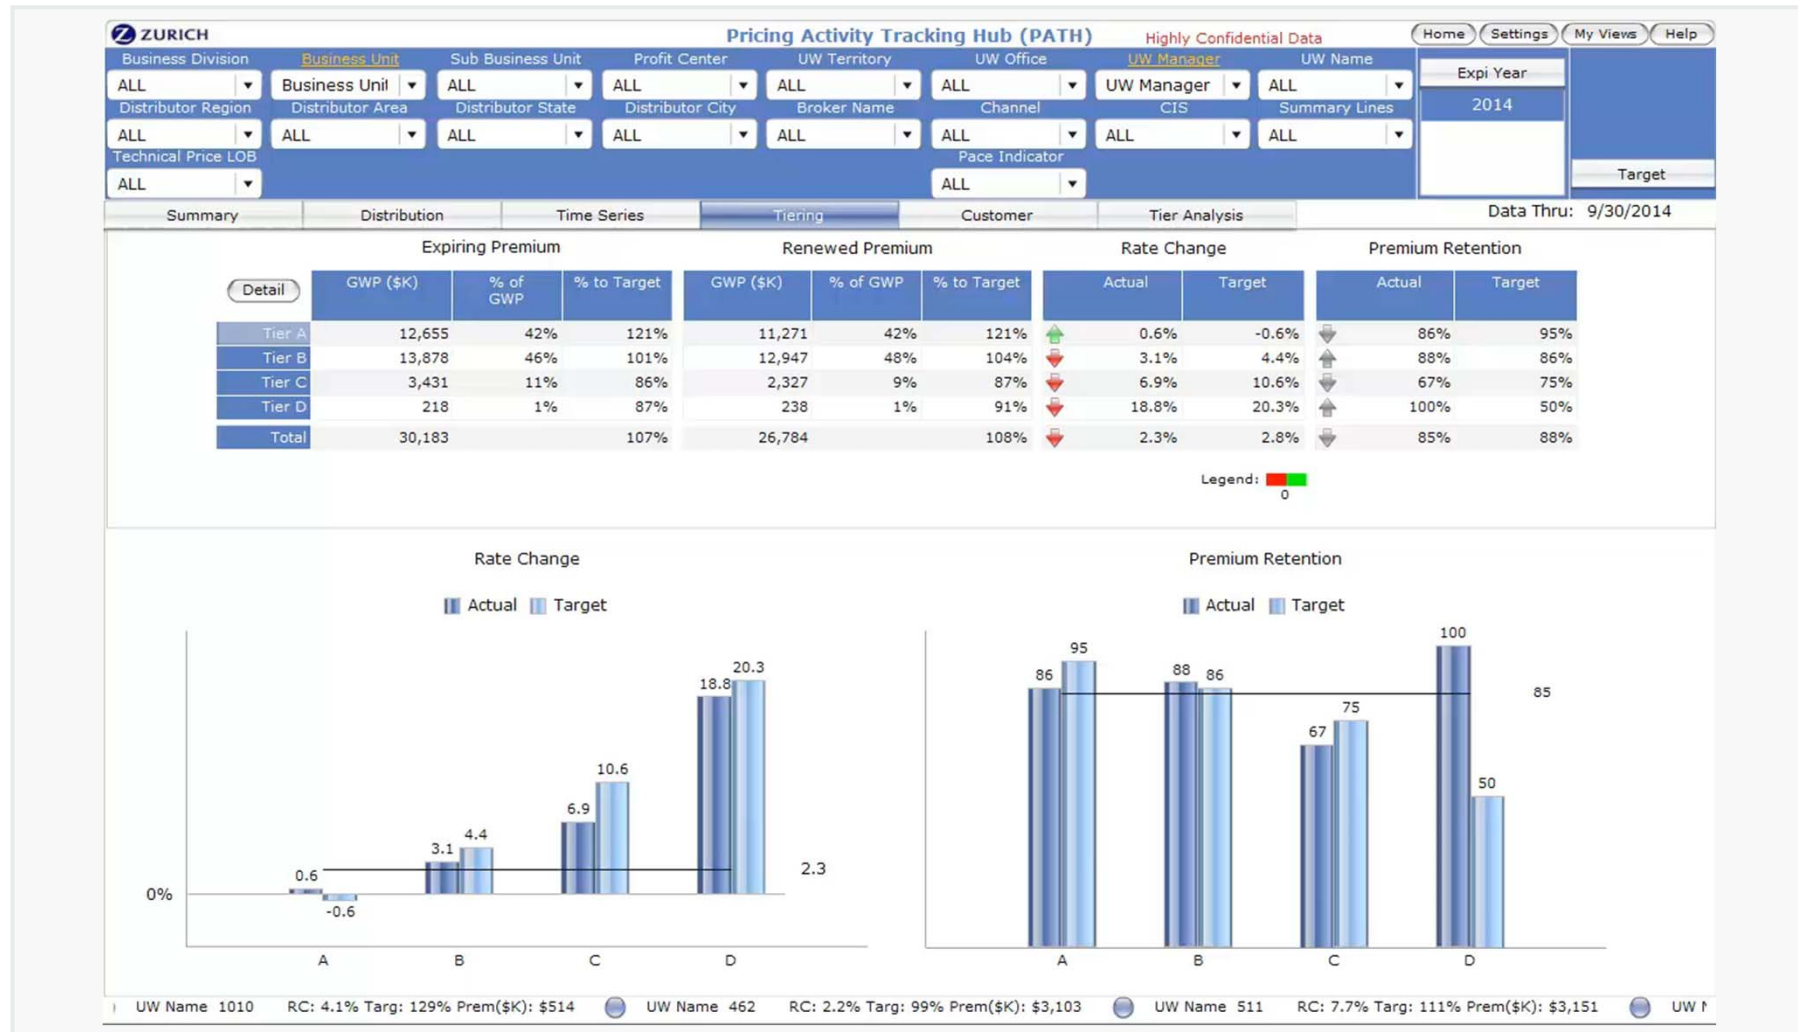 ZURICH Pricing Activity Tracking Hub (PATH) Highly Confidential Data Home Settings My Views Help
Business Division Business Unit Sub Business Unit Profit Center UW Territory UW Office UW Manager UW Name Expi Year
ALL Business Unit ALL ALL ALL ALL UW Manager ALL
Distributor Region Distributor Area Distributor State Distributor City Broker Name Channel CIS Summary Lines 2014
ALL ALL ALL ALL ALL ALL ALL ALL
Technical Price LOB Pace Indicator
ALL ALL Target
Summary Distribution Time Series Tiering Customer Tier Analysis Data Thru: 9/30/2014
Expiring Premium Renewed Premium Rate Change Premium Retention
Detail GWP ($K) % of GWP % to Target GWP ($K) % of GWP % to Target Actual Target Actual Target
Tier A 12,655 42% 121% 11,271 42% 121% 0.6% -0.6% 86% 95%
Tier B 13,878 46% 101% 12,947 48% 104% 3.1% 4.4% 88% 86%
Tier C 3,431 11% 86% 2,327 9% 87% 6.9% 10.6% 67% 75%
Tier D 218 1% 87% 238 1% 91% 18.8% 20.3% 100% 50%
Total 30,183 107% 26,784 108% 2.3% 2.8% 85% 88%
Legend:
0
Rate Change
Actual Target
0.6 -0.6 3.1 4.4 6.9 10.6 18.8 20.3 2.3
0%
A B C D
Premium Retention
Actual Target
86 95 88 86 67 75 100 50 85
A B C D
UW Name 1010 RC: 4.1% Targ: 129% Prem($K): $514 UW Name 462 RC: 2.2% Targ: 99% Prem($K): $3,103 UW Name 511 RC: 7.7% Targ: 111% Prem($K): $3,151 UW